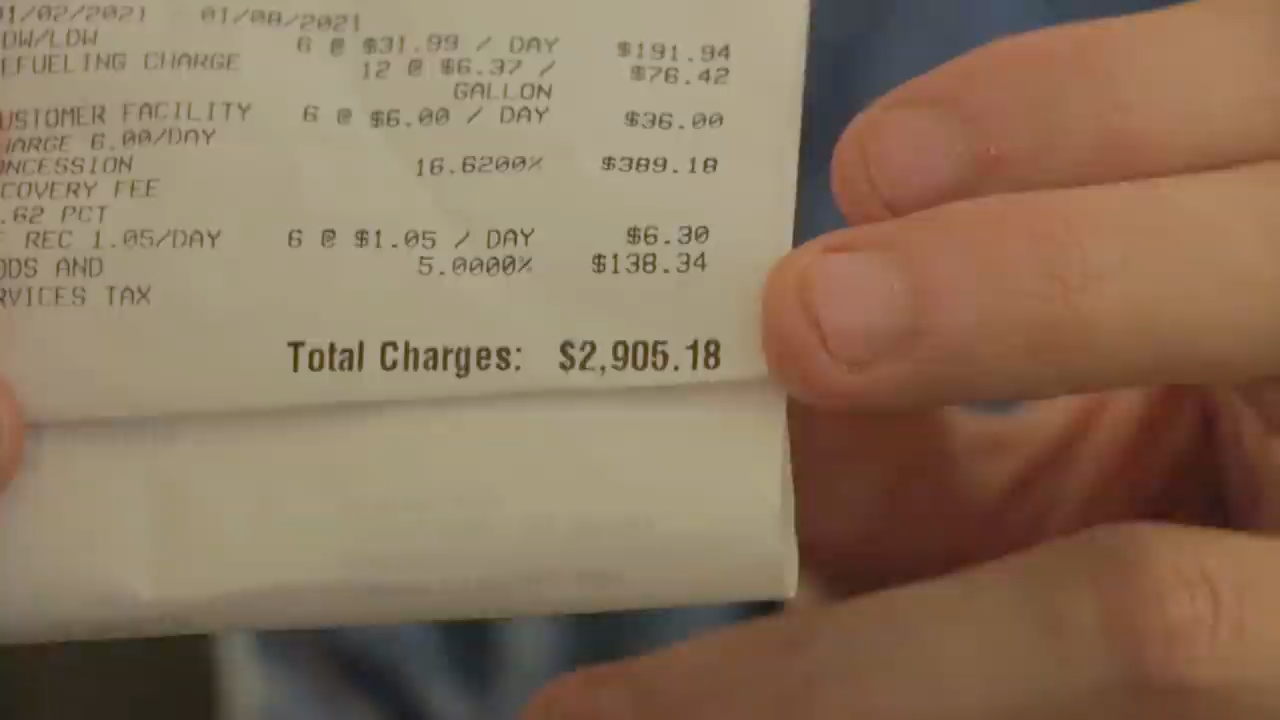 1/02/2021 - 01/08/2021
DW/LDW 6 @ $31.99 / DAY $191.94
EFUELING CHARGE 12 @ $6.37 / $76.42
GALLON
USTOMER FACILITY 6 @ $6.00 / DAY $36.00
HARGE 6.00/DAY
ONCESSION 16.6200% $389.18
COVERY FEE
.62 PCT
F REC 1.05/DAY 6 @ $1.05 / DAY $6.30
ODS AND 5.0000% $138.34
RVICES TAX
Total Charges: $2,905.18